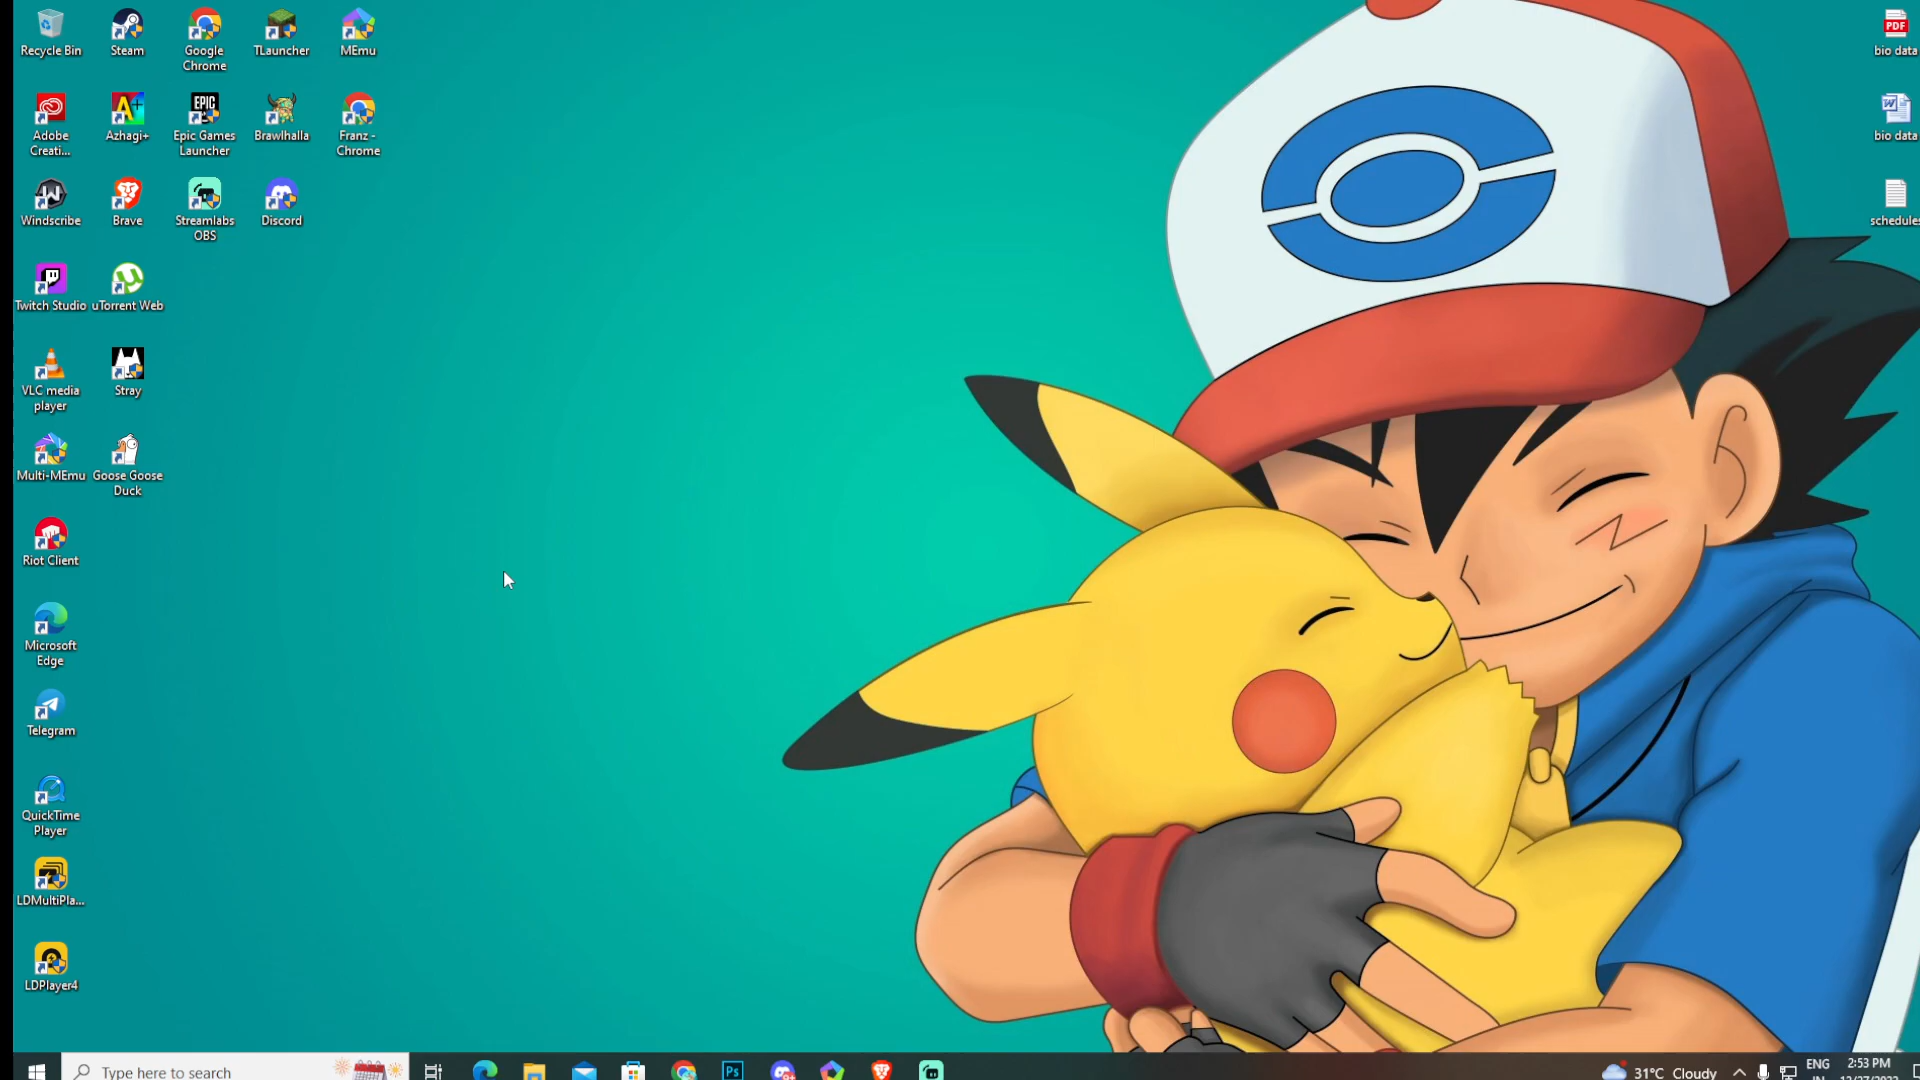 Recycle Bin
Steam
Google
Chrome
TLauncher
MEmu
Adobe
Creati...
Azhagi+
Epic Games
Launcher
Brawlhalla
Franz -
Chrome
Windscribe
Brave
Streamlabs
OBS
Discord
Twitch Studio
uTorrent Web
VLC media
player
Stray
Multi-MEmu
Goose Goose
Duck
Riot Client
Microsoft
Edge
Telegram
QuickTime
Player
LDMultiPla...
LDPlayer4
PDF
bio data
bio data
schedules
EPIC
GAMES
Type here to search
Ps
31°C Cloudy
ENG
2:53 PM